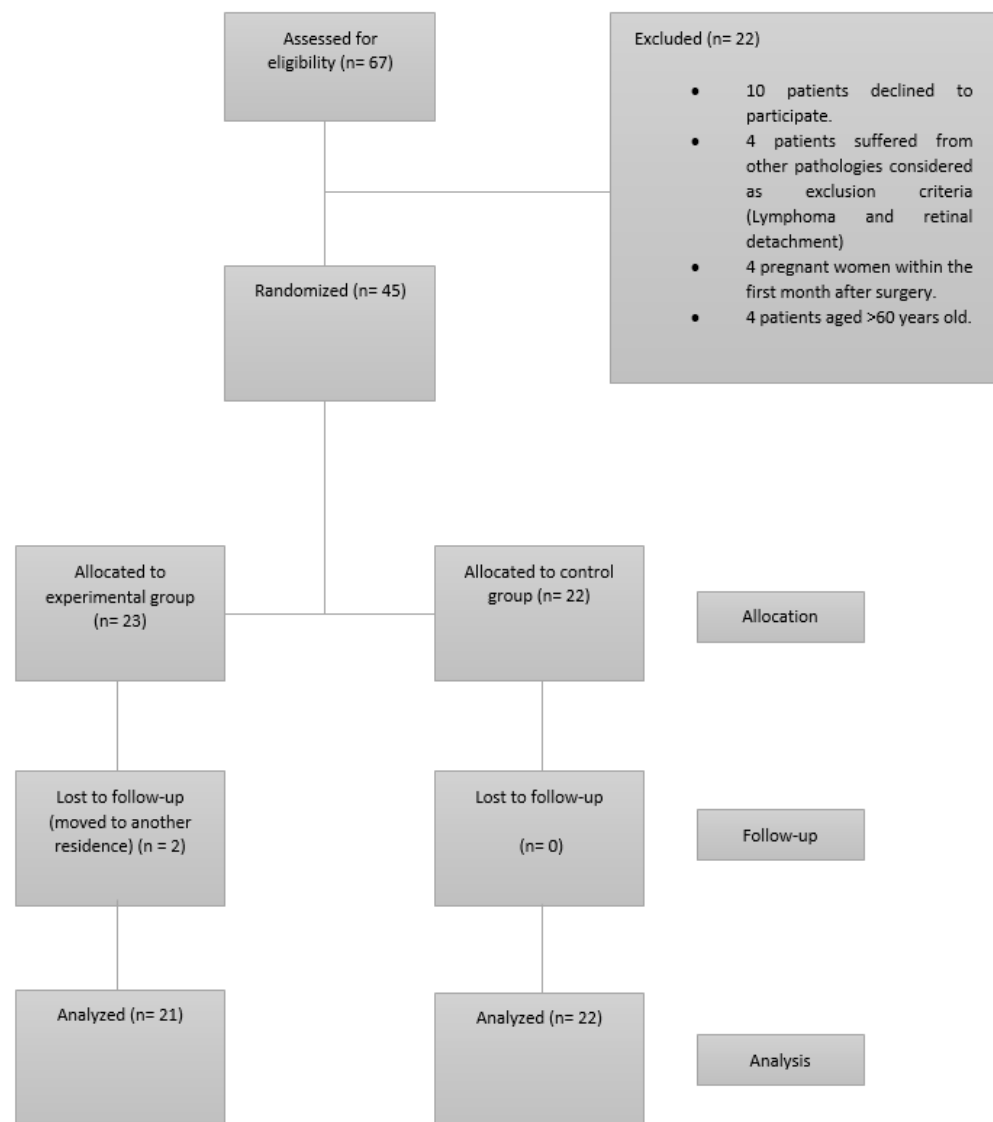 Assessed for
eligibility (n= 67)
Excluded (n= 22)
• 10 patients declined to
participate.
• 4 patients suffered from
other pathologies considered
as exclusion criteria
(Lymphoma and retinal
detachment)
• 4 pregnant women within the
first month after surgery.
• 4 patients aged >60 years old.
Randomized (n= 45)
Allocated to
experimental group
(n= 23)
Allocated to control
group (n= 22)
Allocation
Lost to follow-up
(moved to another
residence) (n = 2)
Lost to follow-up
(n= 0)
Follow-up
Analyzed (n= 21)
Analyzed (n= 22)
Analysis